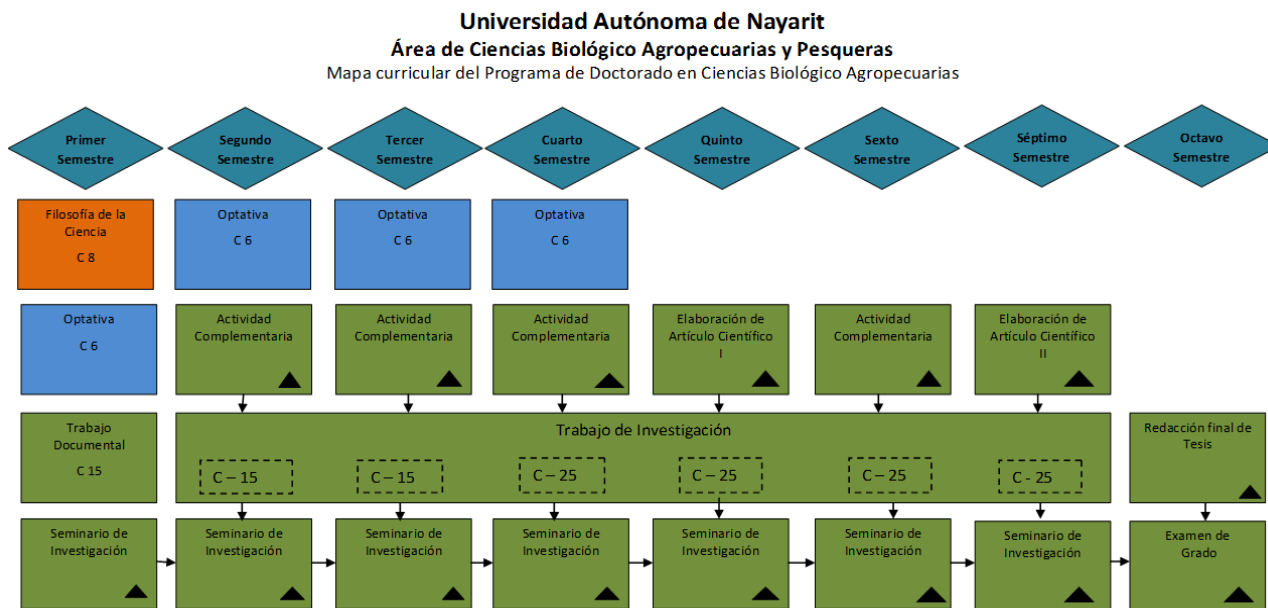 Universidad Autónoma de Nayarit
Área de Ciencias Biológico Agropecuarias y Pesqueras
Mapa curricular del Programa de Doctorado en Ciencias Biológico Agropecuarias
Primer
Semestre
Segundo
Semestre
Tercer
Semestre
Cuarto
Semestre
Quinto
Semestre
Sexto
Semestre
Séptimo
Semestre
Octavo
Semestre
Filosofía de la
Ciencia
C 8
Optativa
C 6
Optativa
C 6
Optativa
C 6
Optativa
C 6
Actividad
Complementaria
Actividad
Complementaria
Actividad
Complementaria
Elaboración de
Artículo Científico
I
Actividad
Complementaria
Elaboración de
Artículo Científico
II
Trabajo
Documental
C 15
Trabajo de Investigación
C – 15
C – 15
C – 25
C – 25
C – 25
C - 25
Redacción final de
Tesis
Seminario de
Investigación
Seminario de
Investigación
Seminario de
Investigación
Seminario de
Investigación
Seminario de
Investigación
Seminario de
Investigación
Seminario de
Investigación
Examen de
Grado